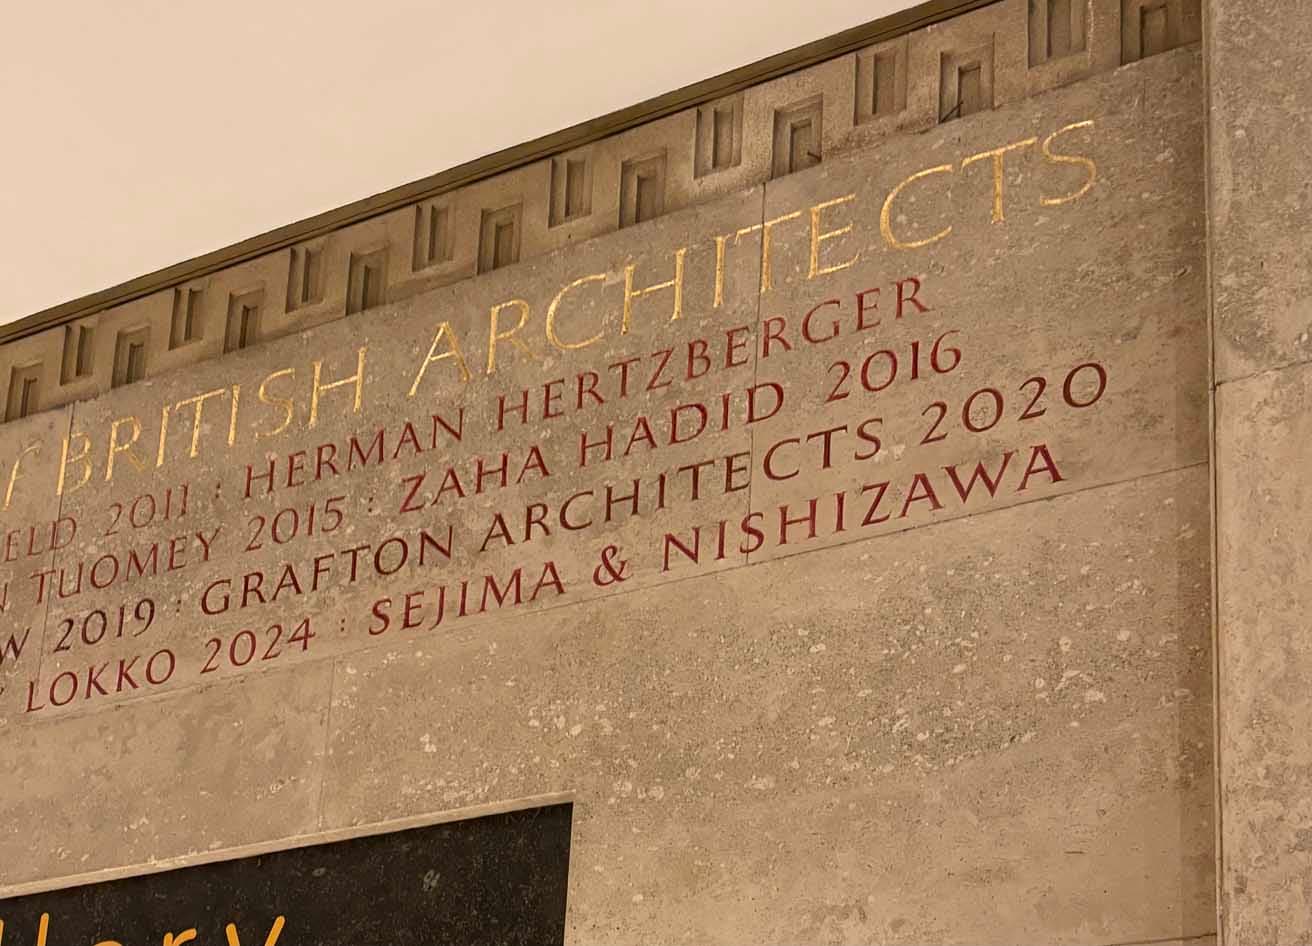 BRITISH ARCHITECTS
ELD 2011 : HERMAN HERTZBERGER
TUOMEY 2015 : ZAHA HADID 2016
W 2019 : GRAFTON ARCHITECTS 2020
LOKKO 2024 : SEJIMA & NISHIZAWA
llery